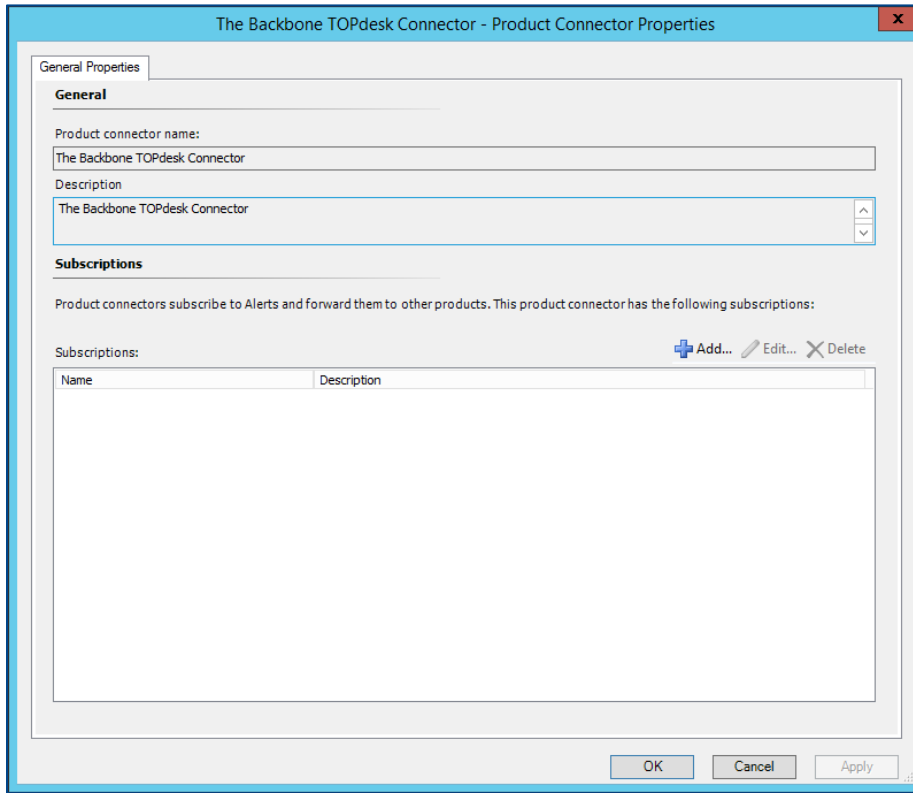 The Backbone TOPdesk Connector - Product Connector Properties
x
General Properties
General
Product connector name:
The Backbone TOPdesk Connector
Description
The Backbone TOPdesk Connector
Subscriptions
Product connectors subscribe to Alerts and forward them to other products. This product connector has the following subscriptions:
Subscriptions: Add... Edit... Delete
Name Description
OK Cancel Apply